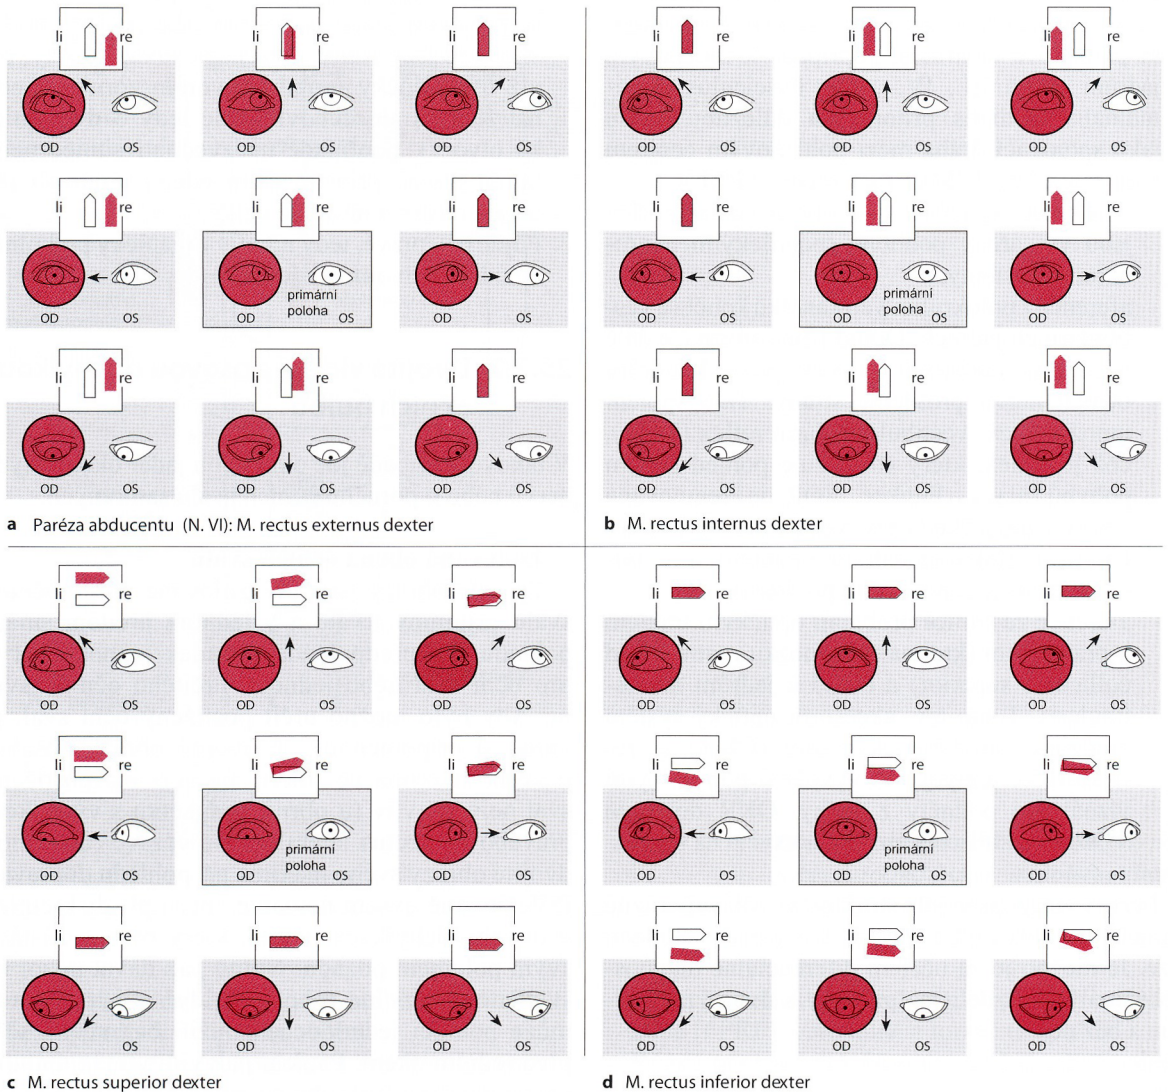 li re li re li re
OD OS OD OS OD OS
li re li re li re
primární
poloha
OD OS OD OS OD OS
li re li re li re
OD OS OD OS OD OS
a Paréza abducentu (N. VI): M. rectus externus dexter
li re li re li re
OD OS OD OS OD OS
li re li re li re
primární
poloha
OD OS OD OS OD OS
li re li re li re
OD OS OD OS OD OS
b M. rectus internus dexter
li re li re li re
OD OS OD OS OD OS
li re li re li re
primární
poloha
OD OS OD OS OD OS
li re li re li re
OD OS OD OS OD OS
c M. rectus superior dexter
li re li re li re
OD OS OD OS OD OS
li re li re li re
primární
poloha
OD OS OD OS OD OS
li re li re li re
OD OS OD OS OD OS
d M. rectus inferior dexter